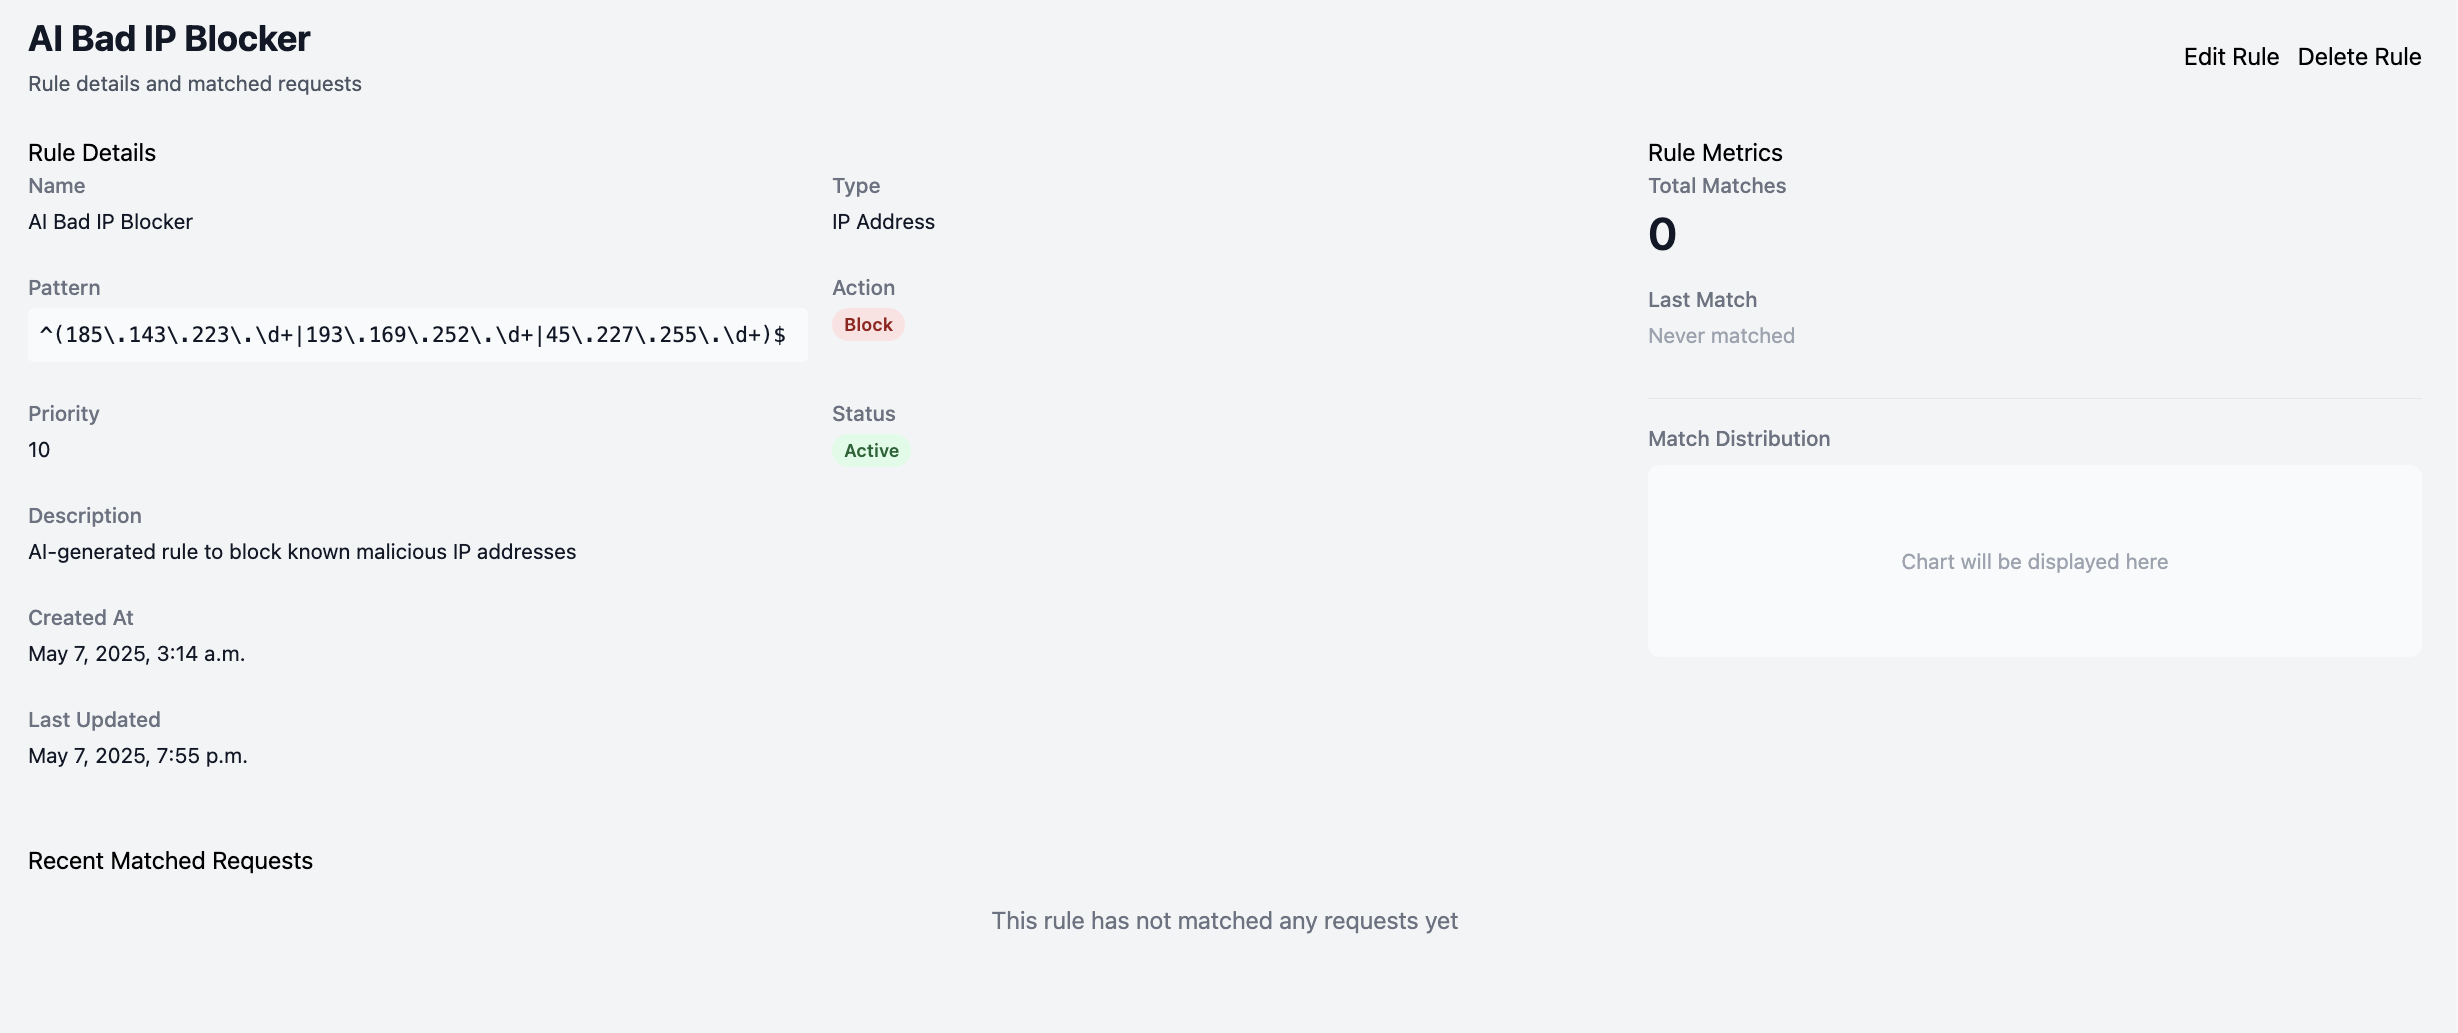 AI Bad IP Blocker
Rule details and matched requests
Edit Rule Delete Rule
Rule Details
Name
AI Bad IP Blocker
Type
IP Address
Pattern
^(185\.143\.223\.\d+|193\.169\.252\.\d+|45\.227\.255\.\d+)$
Action
Block
Priority
10
Status
Active
Description
AI-generated rule to block known malicious IP addresses
Created At
May 7, 2025, 3:14 a.m.
Last Updated
May 7, 2025, 7:55 p.m.
Rule Metrics
Total Matches
0
Last Match
Never matched
Match Distribution
Chart will be displayed here
Recent Matched Requests
This rule has not matched any requests yet